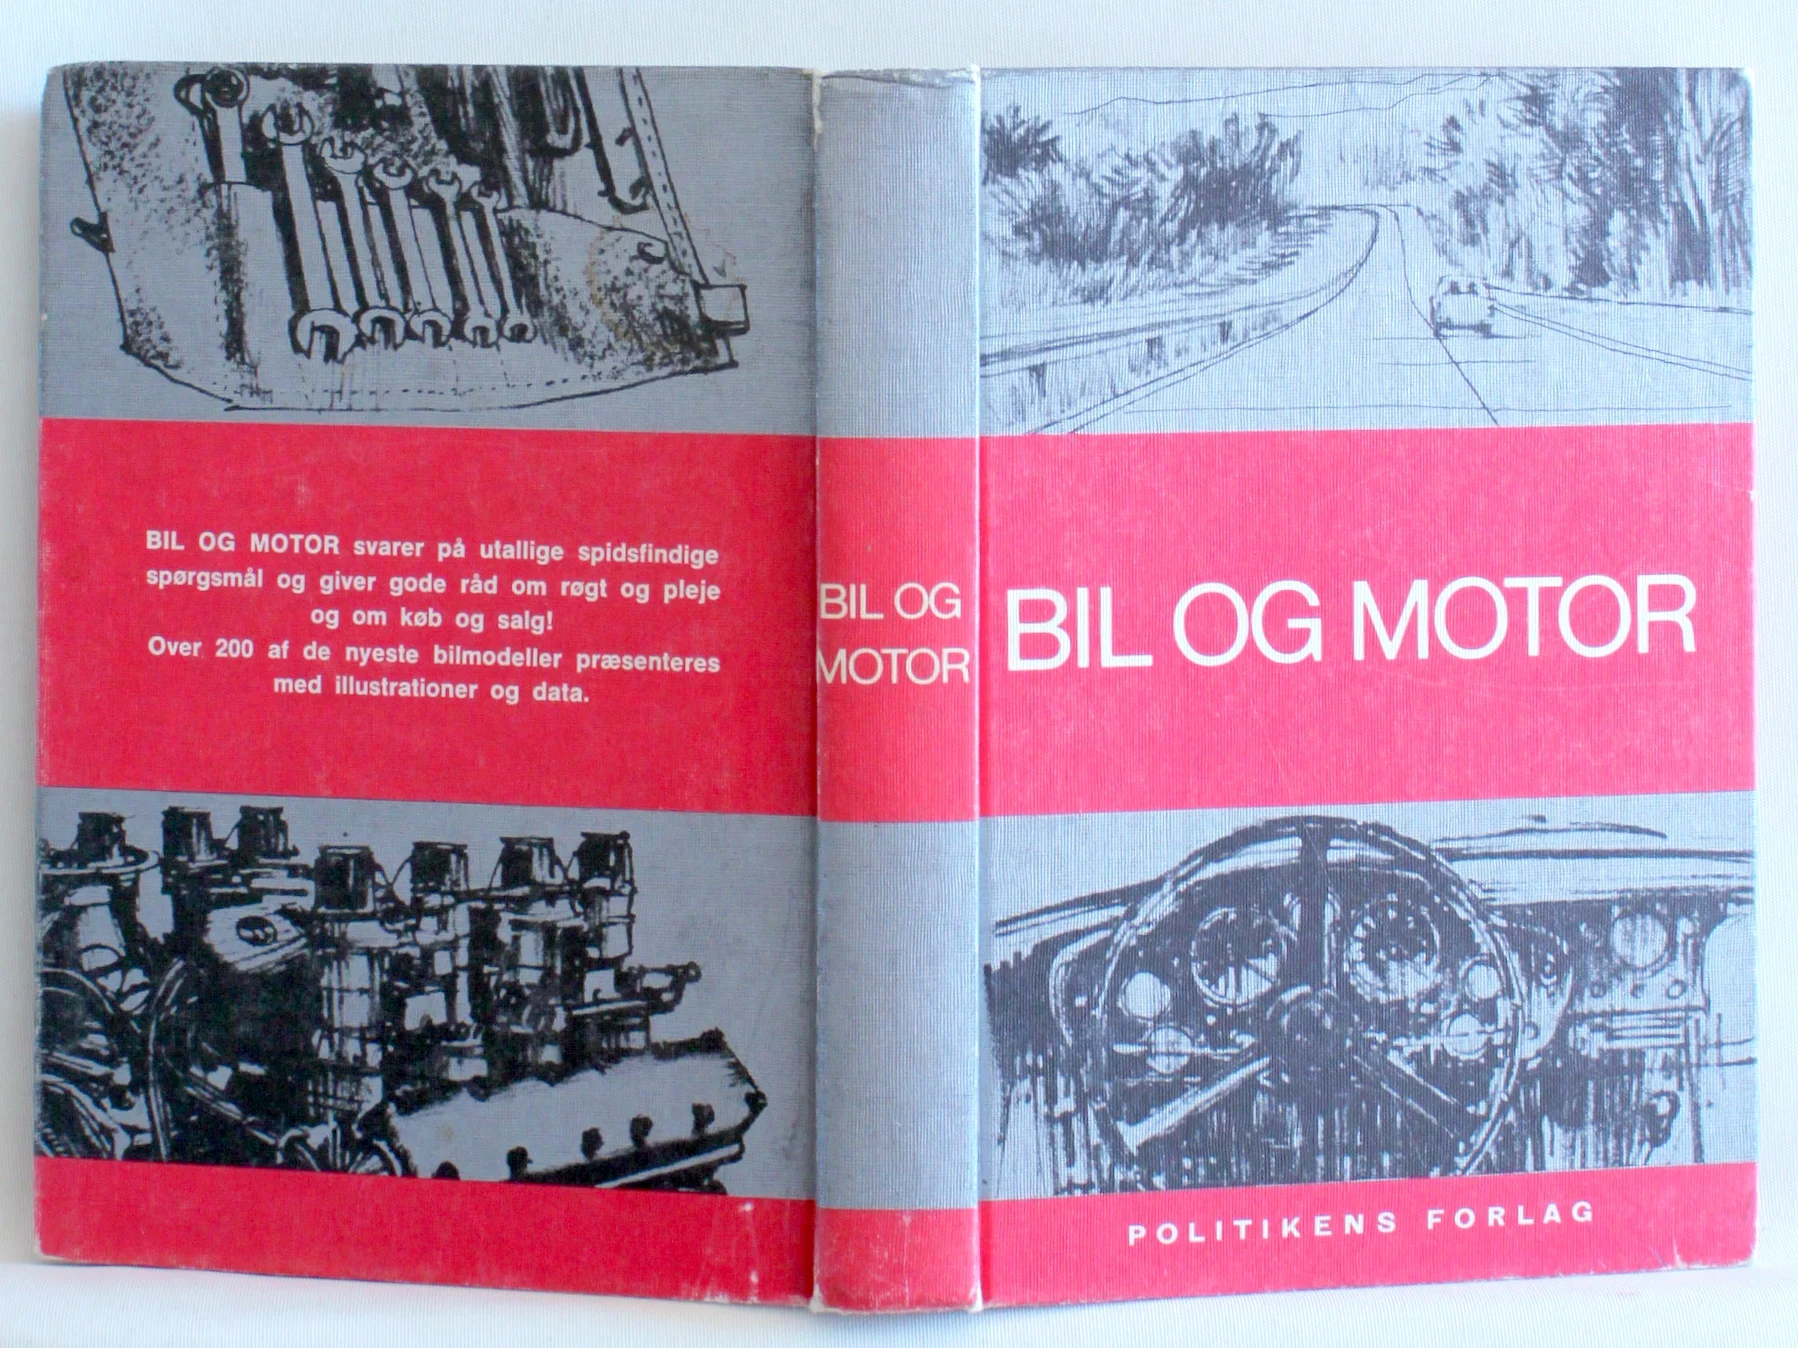 BIL OG MOTOR svarer på utallige spidsfindige
spørgsmål og giver gode råd om røgt og pleje
og om køb og salg!
Over 200 af de nyeste bilmodeller præsenteres
med illustrationer og data.
BIL OG
MOTOR
BIL OG MOTOR
POLITIKENS FORLAG